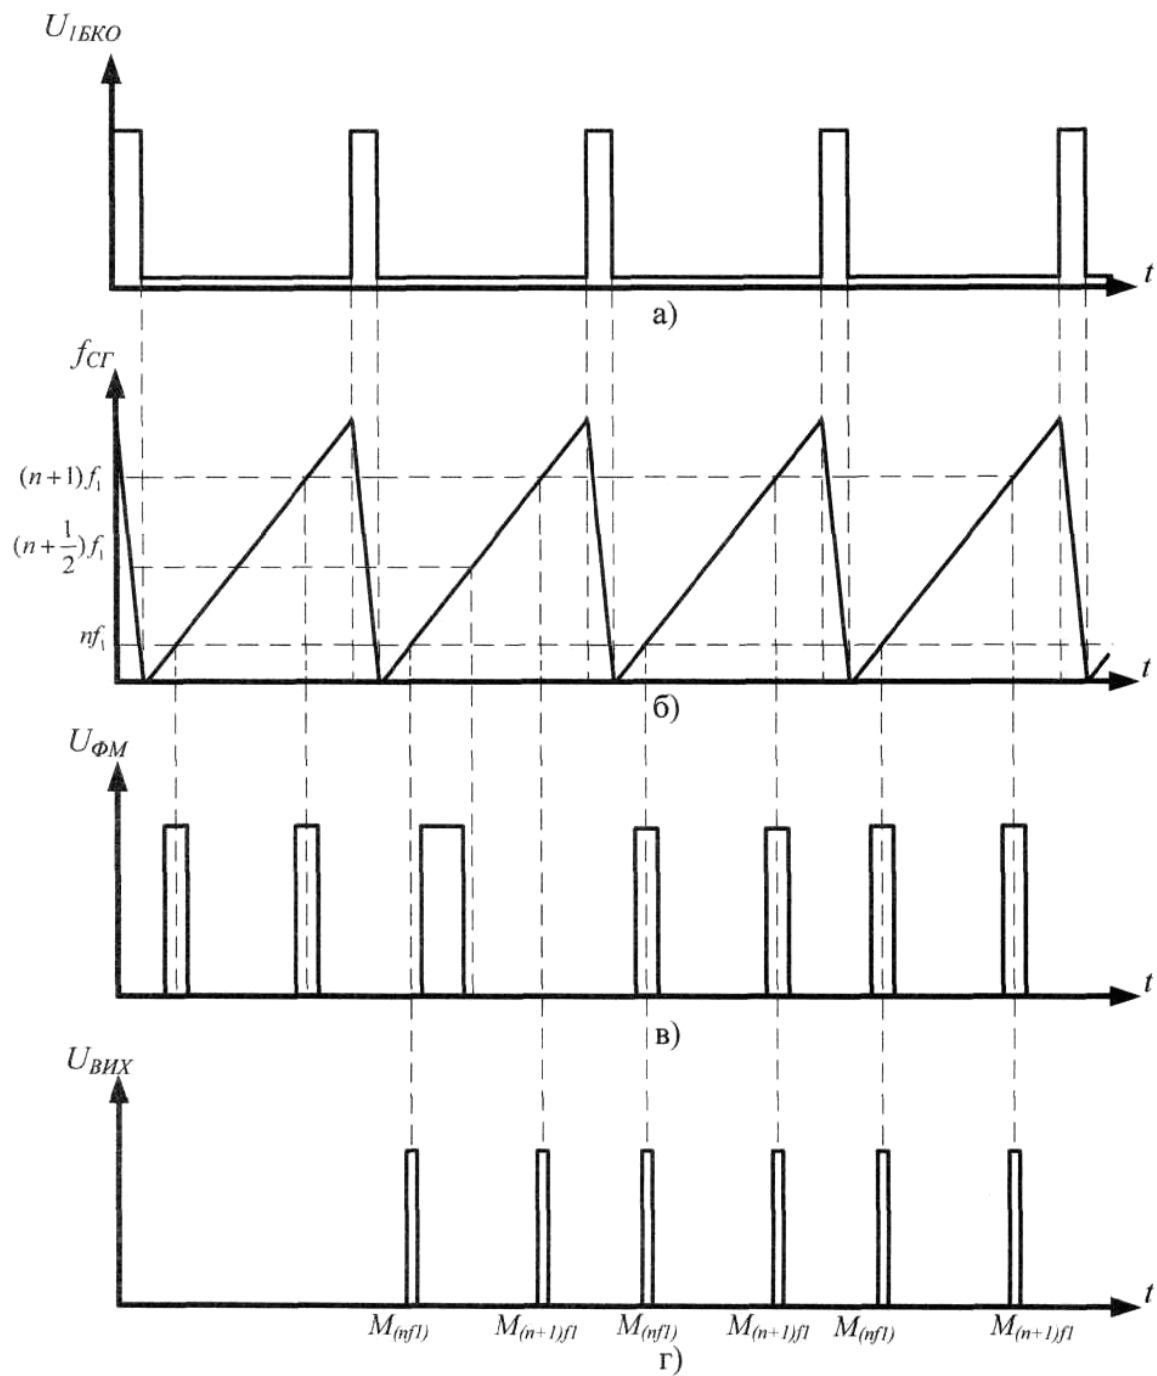 U1БКО
t
а)
fСГ
(n+1)f1
(n+1/2)f1
nf1
t
б)
UФМ
t
в)
UВИХ
t
M(nf1) M(n+1)f1 M(nf1) M(n+1)f1 M(nf1) M(n+1)f1
г)